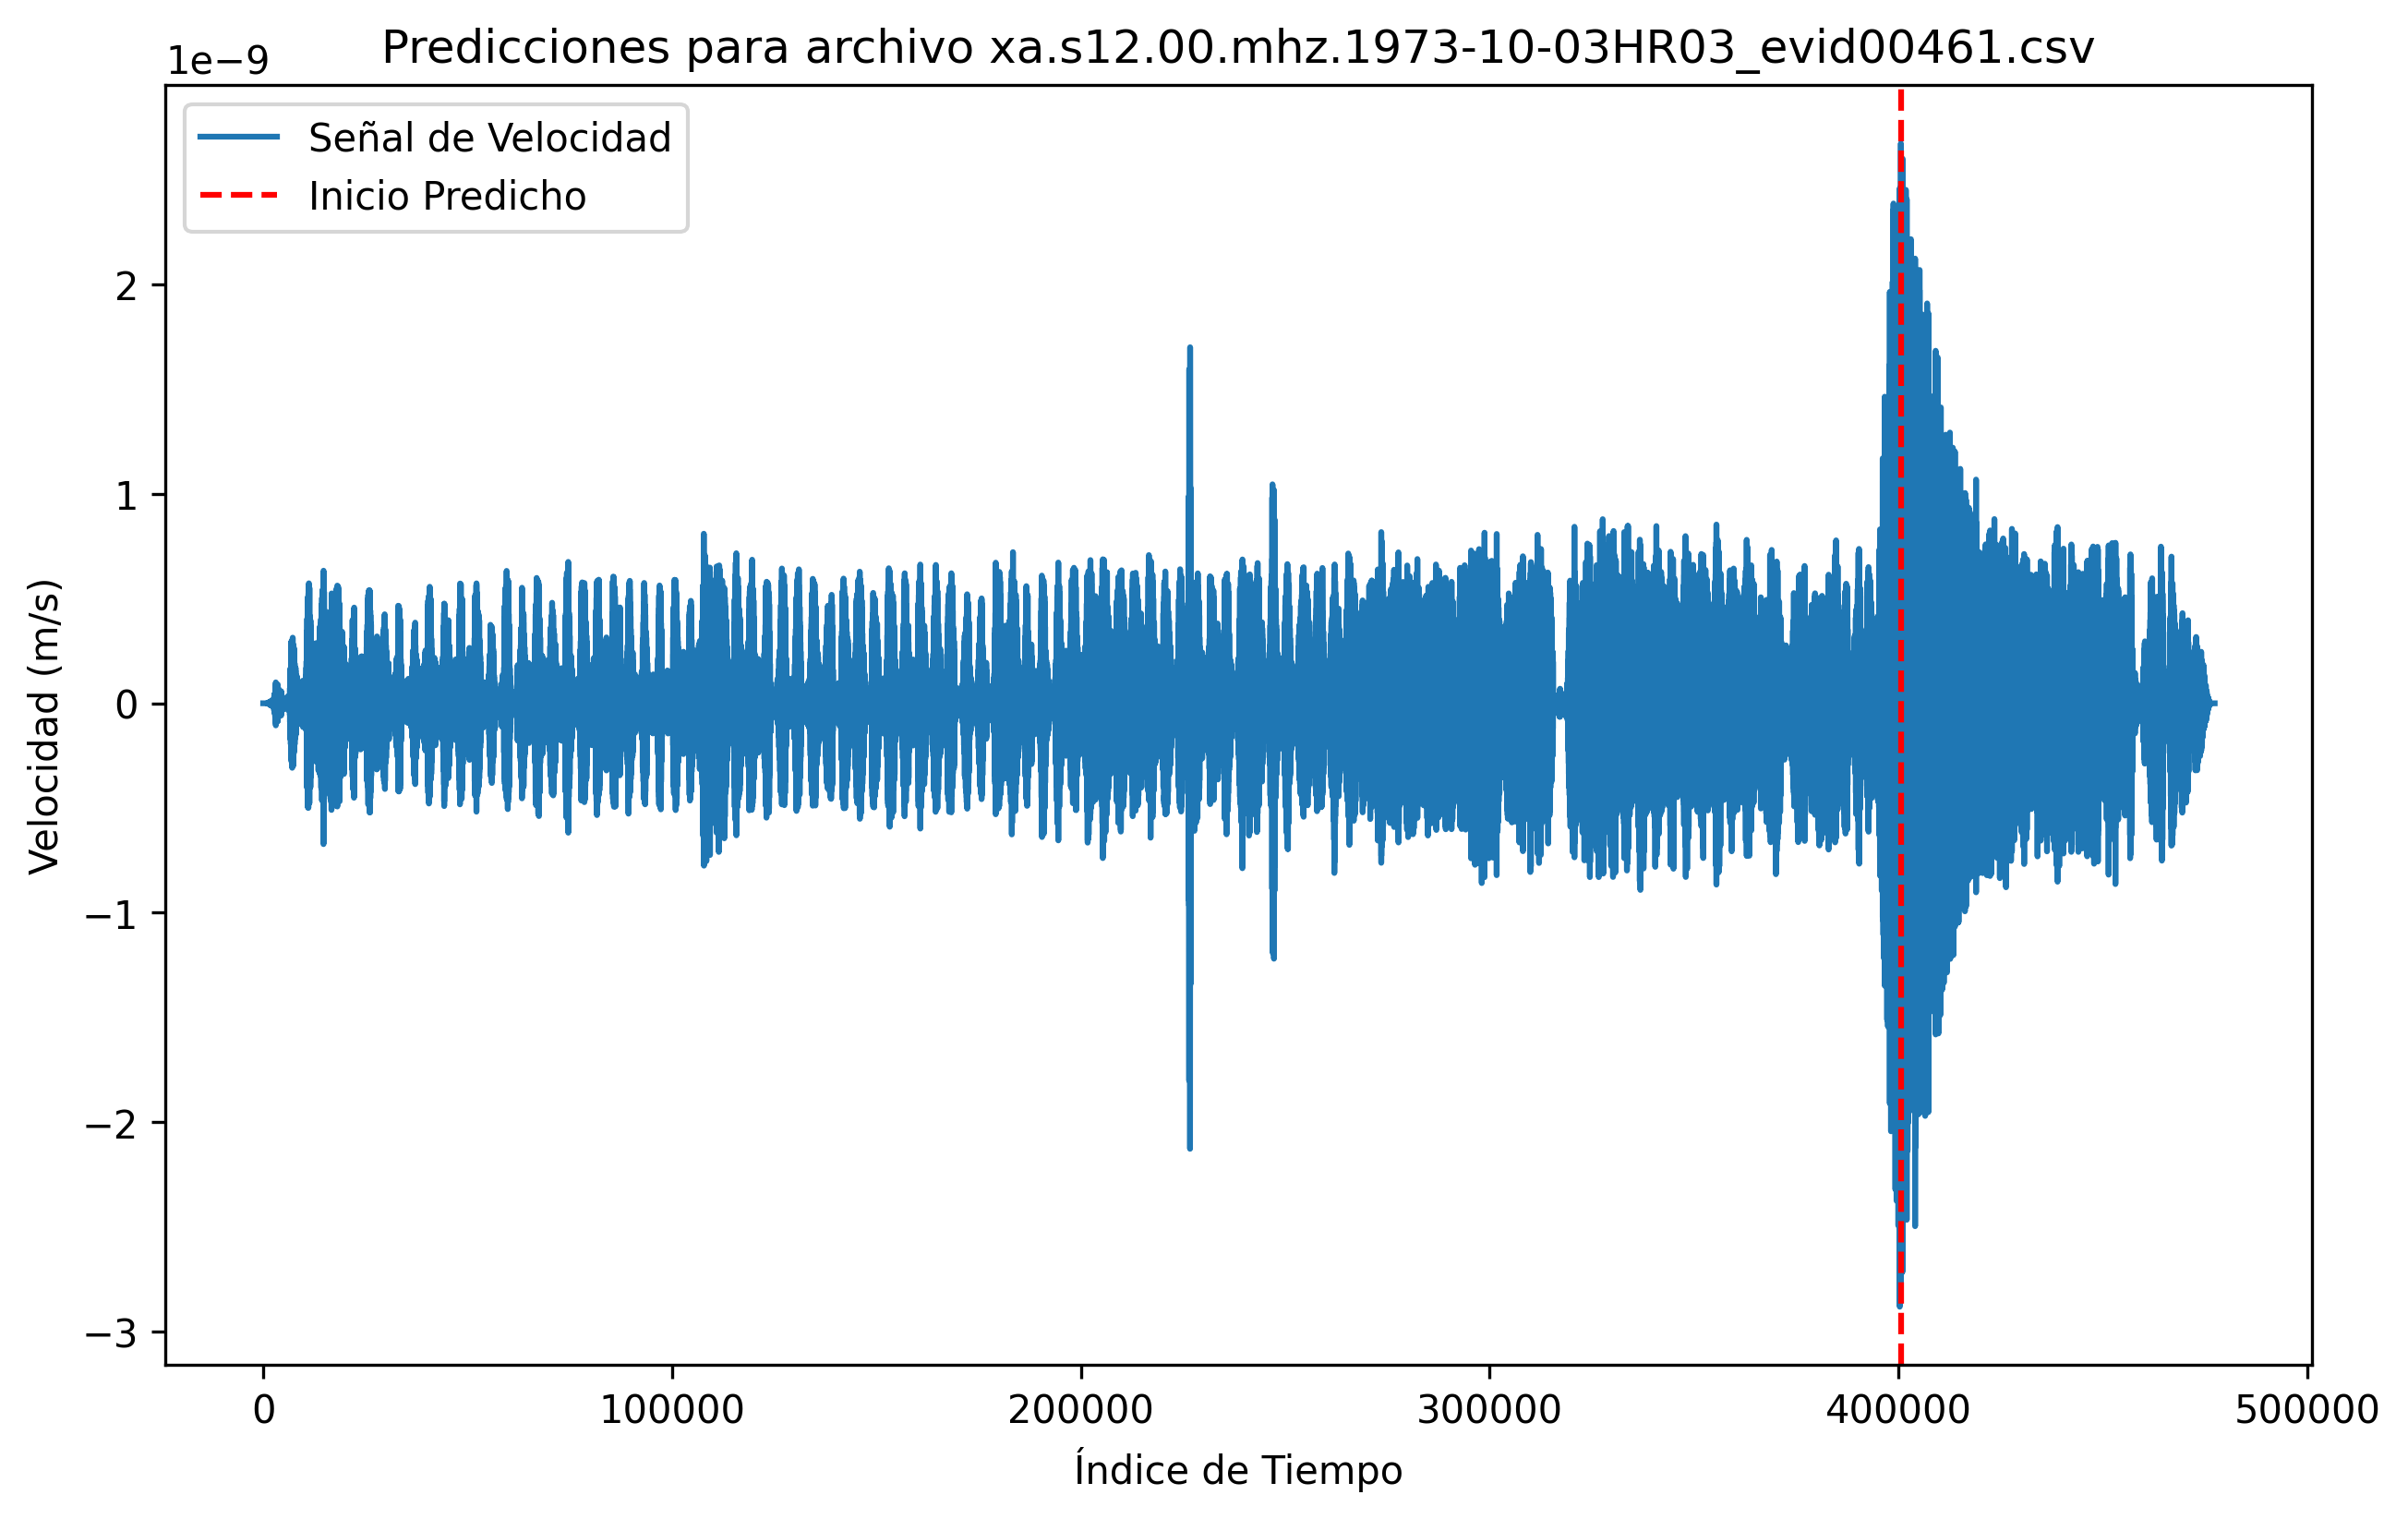 Predicciones para archivo xa.s12.00.mhz.1973-10-03HR03_evid00461.csv
1e−9
Señal de Velocidad
Inicio Predicho
2
1
0
−1
−2
−3
Velocidad (m/s)
0
100000
200000
300000
400000
500000
Índice de Tiempo